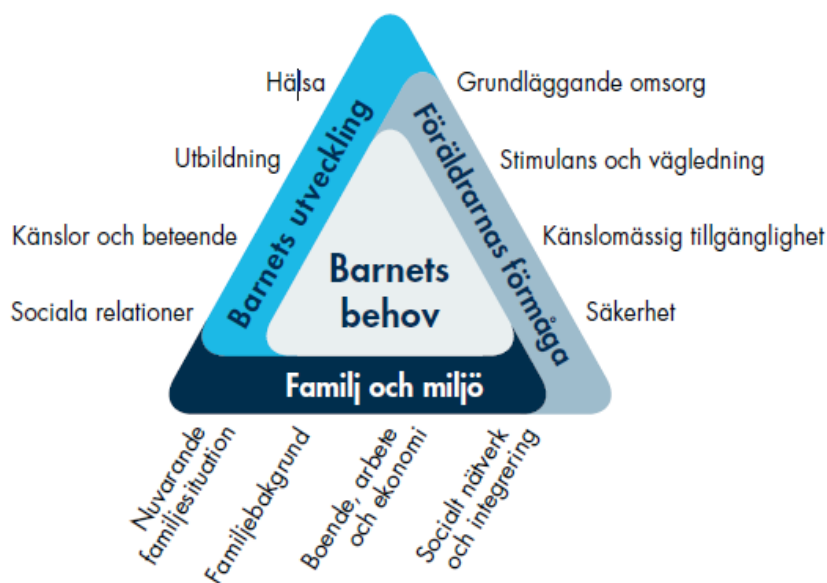 Hälsa
Utbildning
Känslor och beteende
Sociala relationer
Barnets utveckling
Barnets
behov
Föräldrarnas förmåga
Grundläggande omsorg
Stimulans och vägledning
Känslomässig tillgänglighet
Säkerhet
Familj och miljö
Nuvarande
familjesituation
Familjebakgrund
Boende, arbete
och ekonomi
Socialt nätverk
och integrering